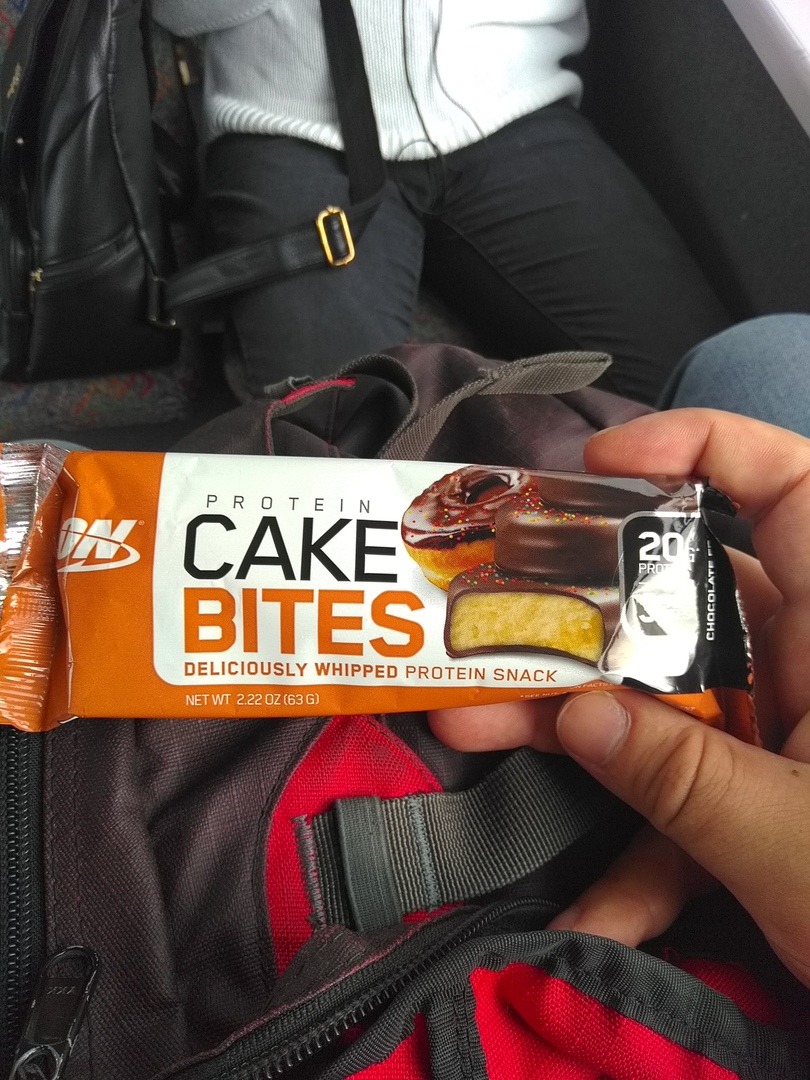 PROTEIN
CAKE
BITES
DELICIOUSLY WHIPPED PROTEIN SNACK
NET WT 2.22 OZ (63 G)
ON®
20G
CHOCOLATE